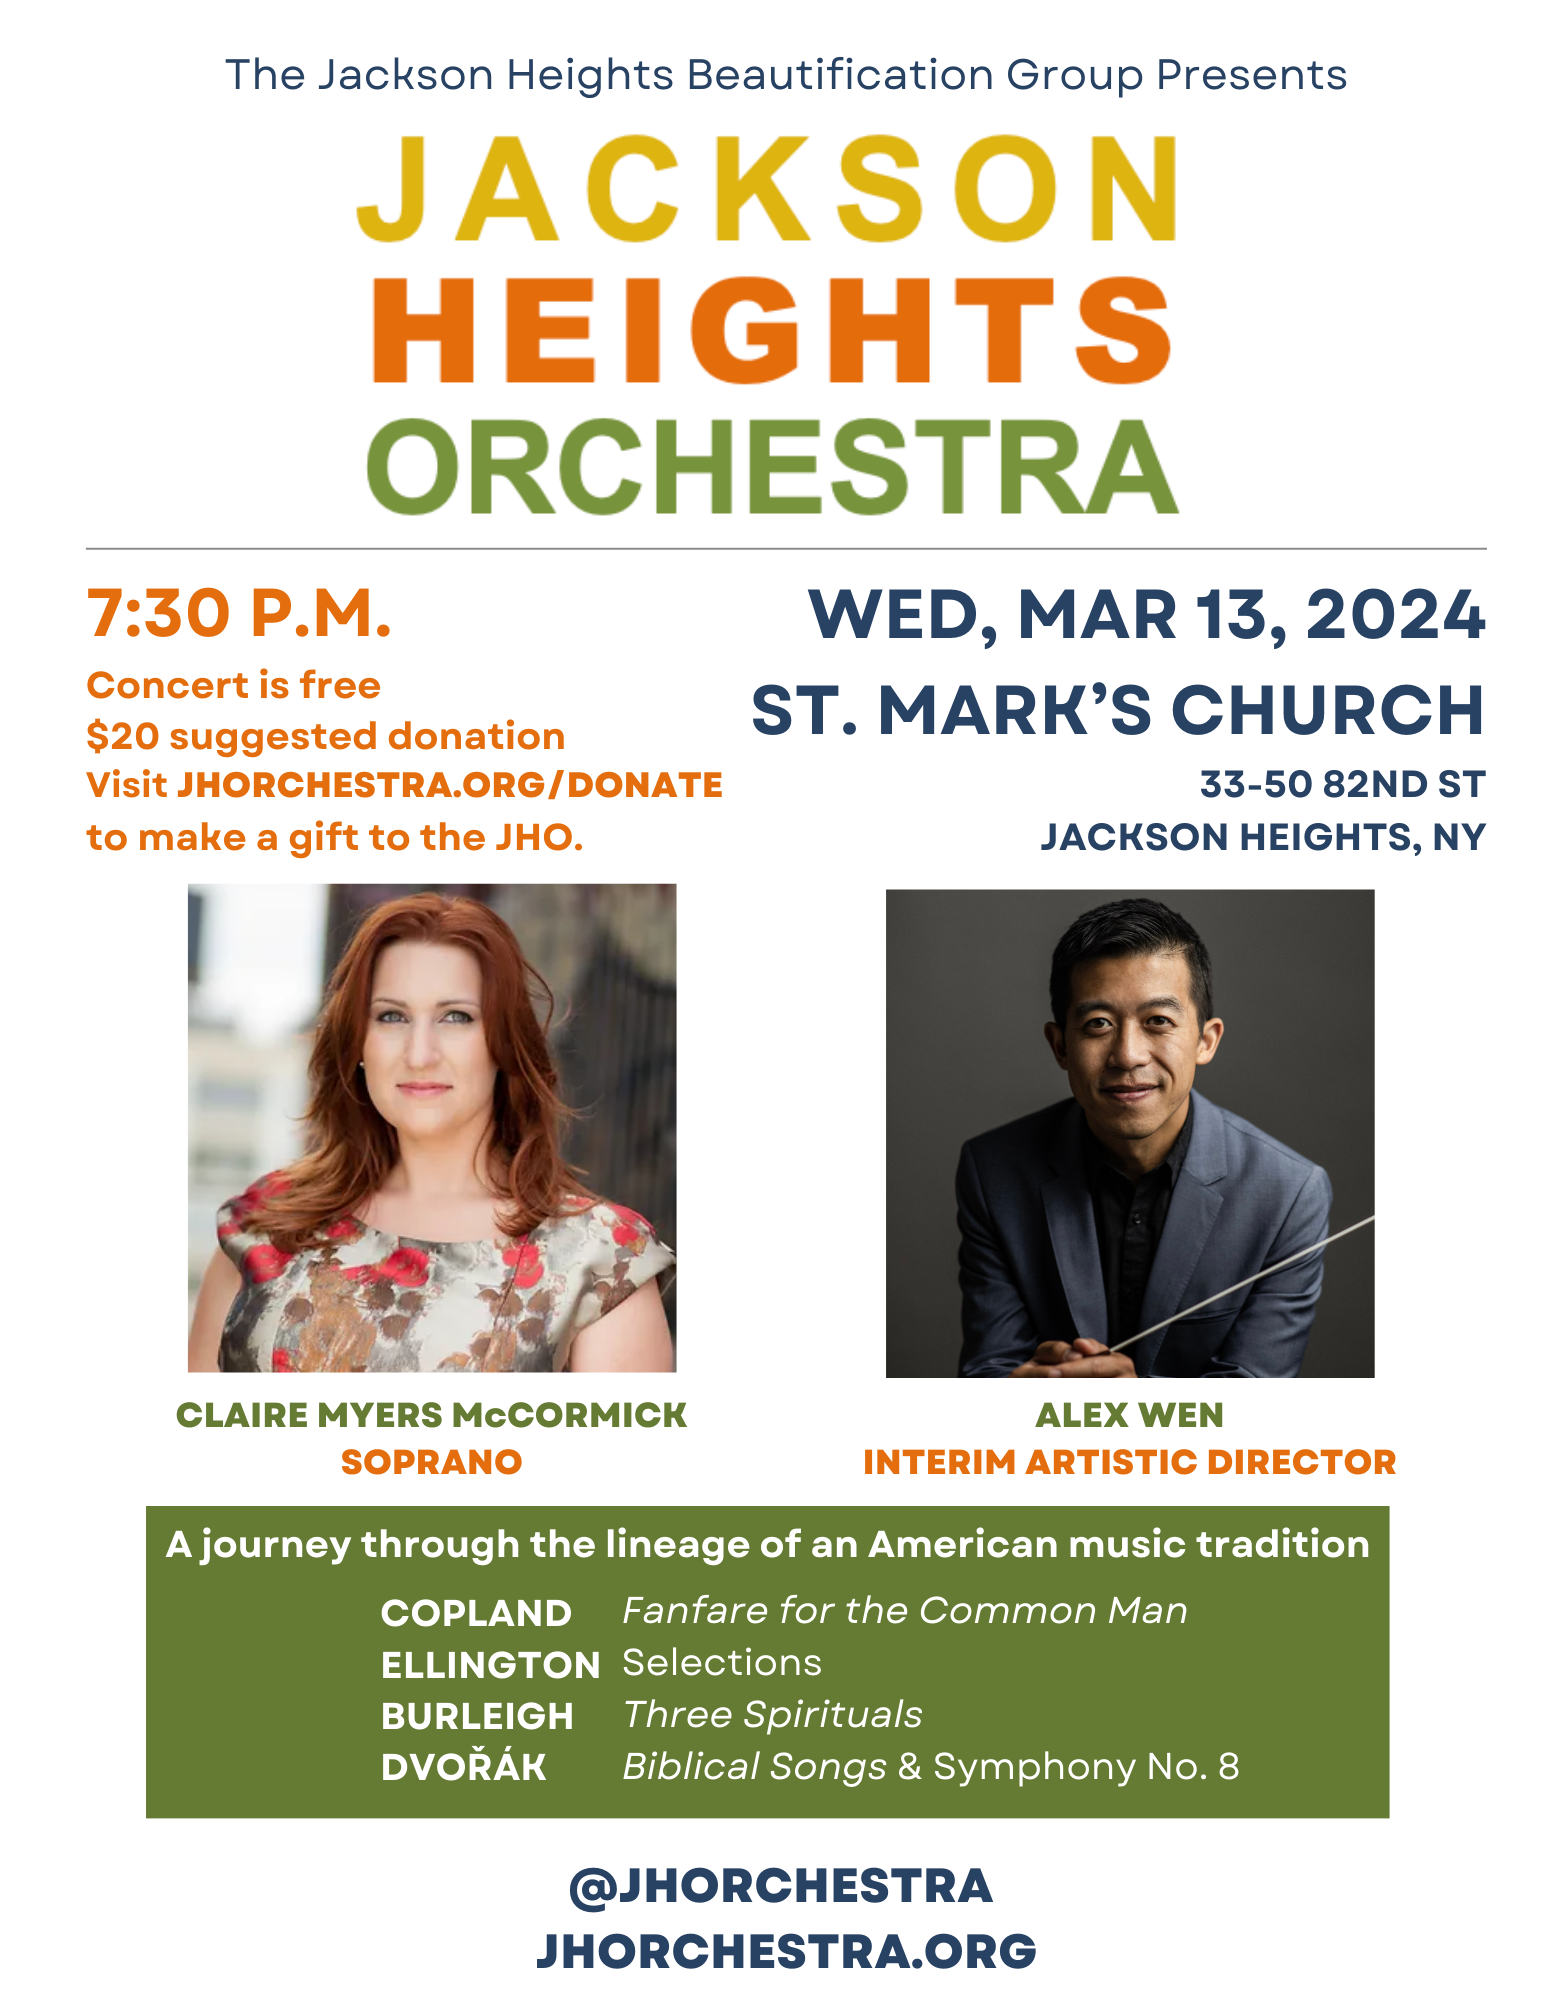 The Jackson Heights Beautification Group Presents
JACKSON
HEIGHTS
ORCHESTRA
7:30 P.M.
Concert is free
$20 suggested donation
Visit JHORCHESTRA.ORG/DONATE
to make a gift to the JHO.
WED, MAR 13, 2024
ST. MARK’S CHURCH
33-50 82ND ST
JACKSON HEIGHTS, NY
CLAIRE MYERS McCORMICK
SOPRANO
ALEX WEN
INTERIM ARTISTIC DIRECTOR
A journey through the lineage of an American music tradition
COPLAND Fanfare for the Common Man
ELLINGTON Selections
BURLEIGH Three Spirituals
DVOŘÁK Biblical Songs & Symphony No. 8
@JHORCHESTRA
JHORCHESTRA.ORG